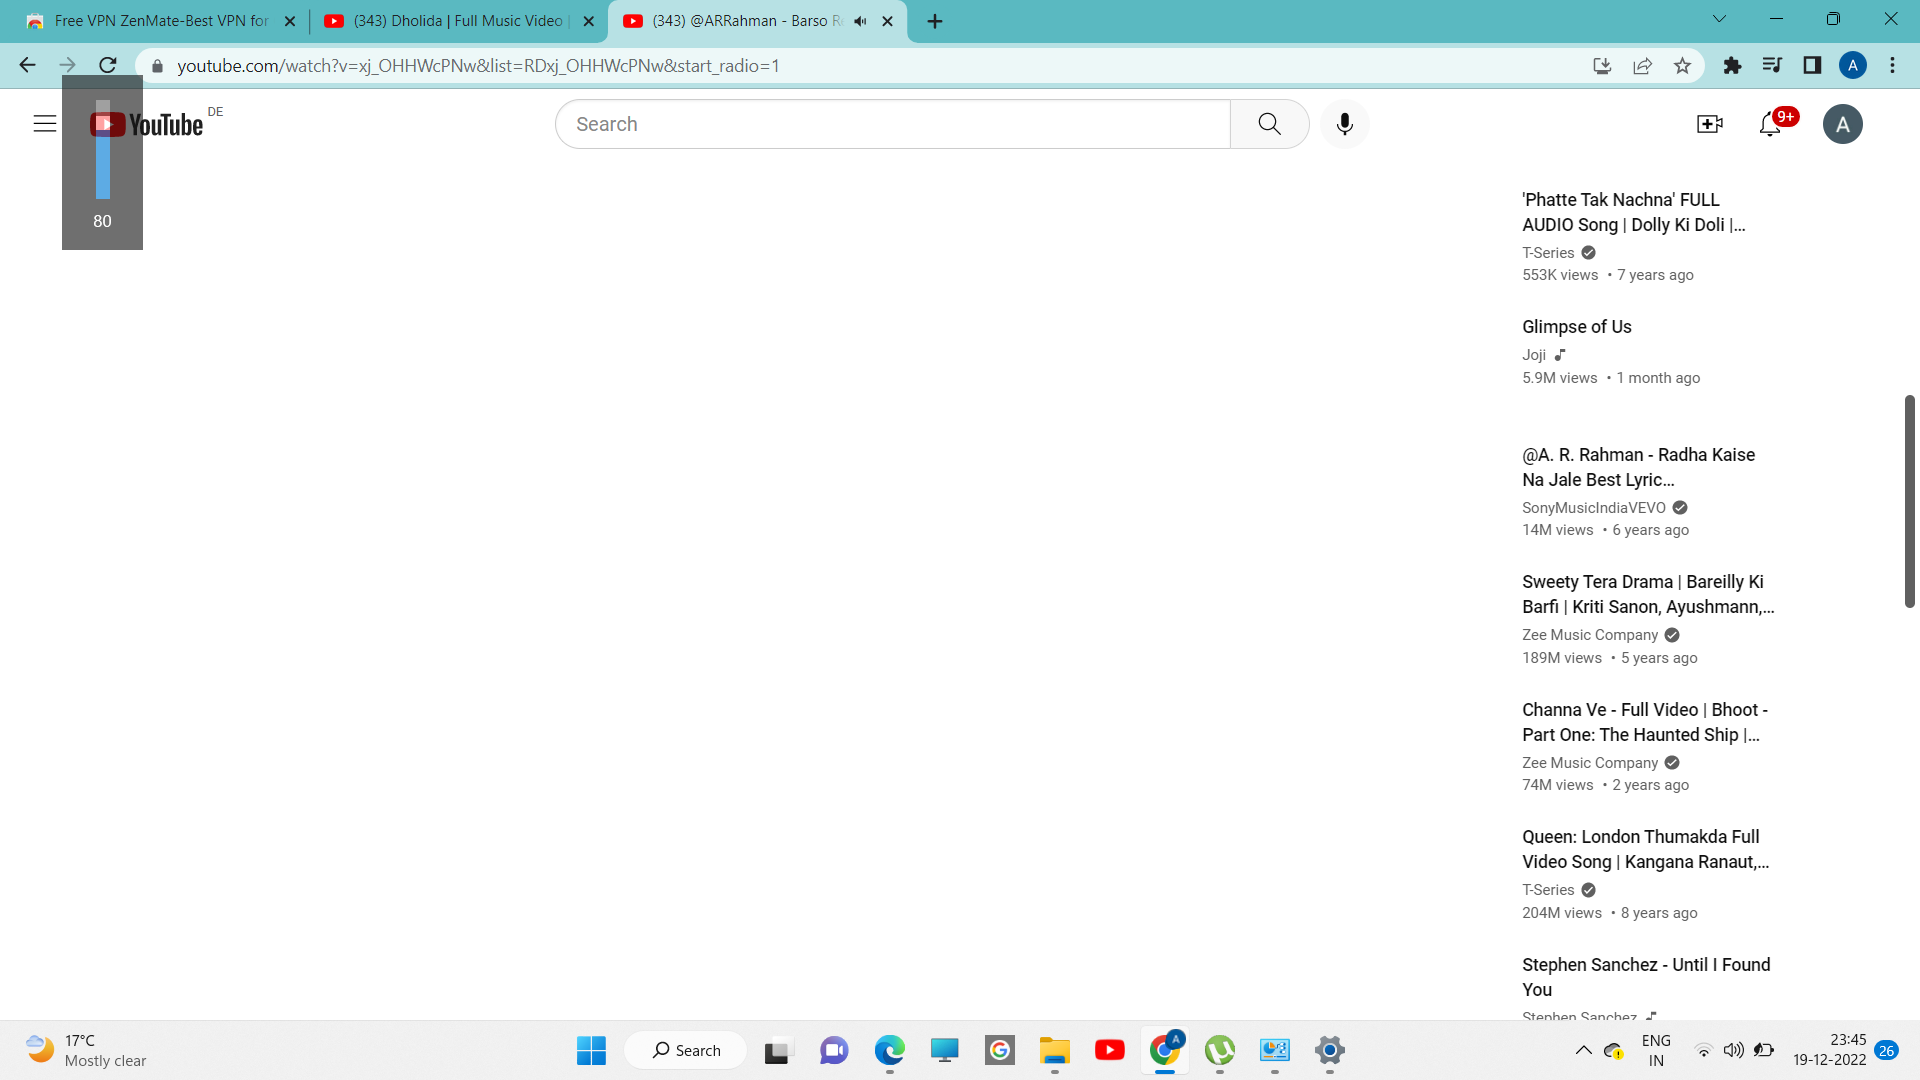 Free VPN ZenMate-Best VPN for
(343) Dholida | Full Music Video |
(343) @ARRahman - Barso R
youtube.com/watch?v=xj_OHHWcPNw&list=RDxj_OHHWcPNw&start_radio=1
A
YouTube DE
Search
9+
A
80
'Phatte Tak Nachna' FULL
AUDIO Song | Dolly Ki Doli |...
T-Series
553K views • 7 years ago
Glimpse of Us
Joji
5.9M views • 1 month ago
@A. R. Rahman - Radha Kaise
Na Jale Best Lyric...
SonyMusicIndiaVEVO
14M views • 6 years ago
Sweety Tera Drama | Bareilly Ki
Barfi | Kriti Sanon, Ayushmann,...
Zee Music Company
189M views • 5 years ago
Channa Ve - Full Video | Bhoot -
Part One: The Haunted Ship |...
Zee Music Company
74M views • 2 years ago
Queen: London Thumakda Full
Video Song | Kangana Ranaut,...
T-Series
204M views • 8 years ago
Stephen Sanchez - Until I Found
You
Stephen Sanchez
17°C
Mostly clear
Search
A
ENG
IN
23:45
19-12-2022
26